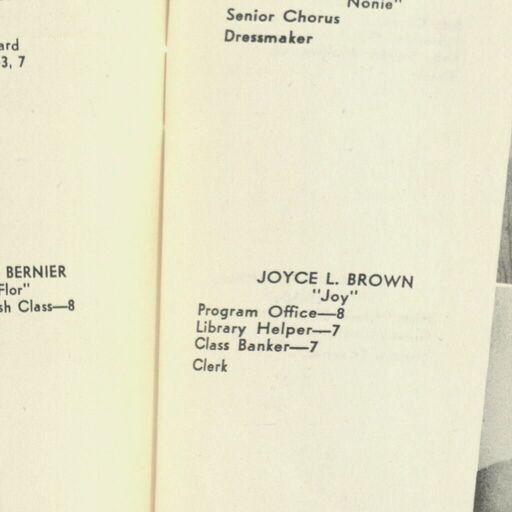 ard
3, 7
BERNIER
Flor"
sh Class—8
Nonie"
Senior Chorus
Dressmaker
JOYCE L. BROWN
"Joy"
Program Office—8
Library Helper—7
Class Banker—7
Clerk